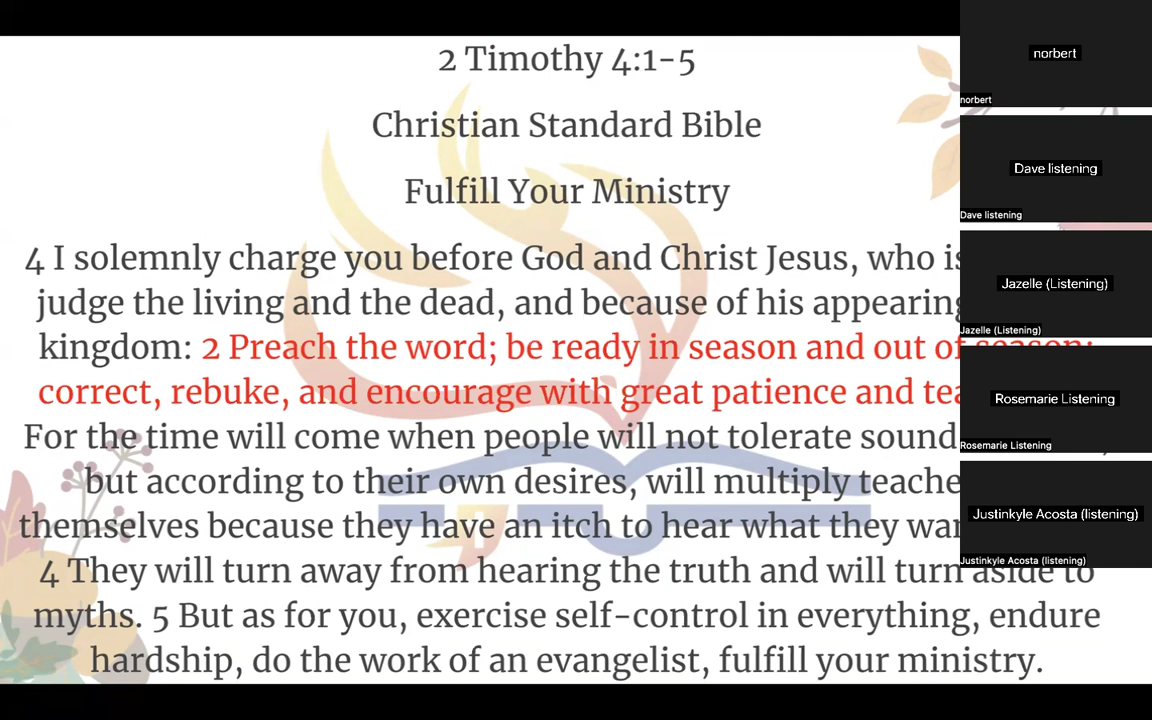 2 Timothy 4:1-5
Christian Standard Bible
Fulfill Your Ministry
4 I solemnly charge you before God and Christ Jesus, who is
judge the living and the dead, and because of his appearing
kingdom: 2 Preach the word; be ready in season and out of season;
correct, rebuke, and encourage with great patience and
For the time will come when people will not tolerate sound
but according to their own desires, will multiply
themselves because they have an itch to hear what they
4 They will turn away from hearing the truth and will turn aside to
myths. 5 But as for you, exercise self-control in everything, endure
hardship, do the work of an evangelist, fulfill your ministry.
norbert
norbert
Dave listening
Dave listening
Jazelle (Listening)
Jazelle (Listening)
Rosemarie Listening
Rosemarie Listening
Justinkyle Acosta (listening)
Justinkyle Acosta (listening)